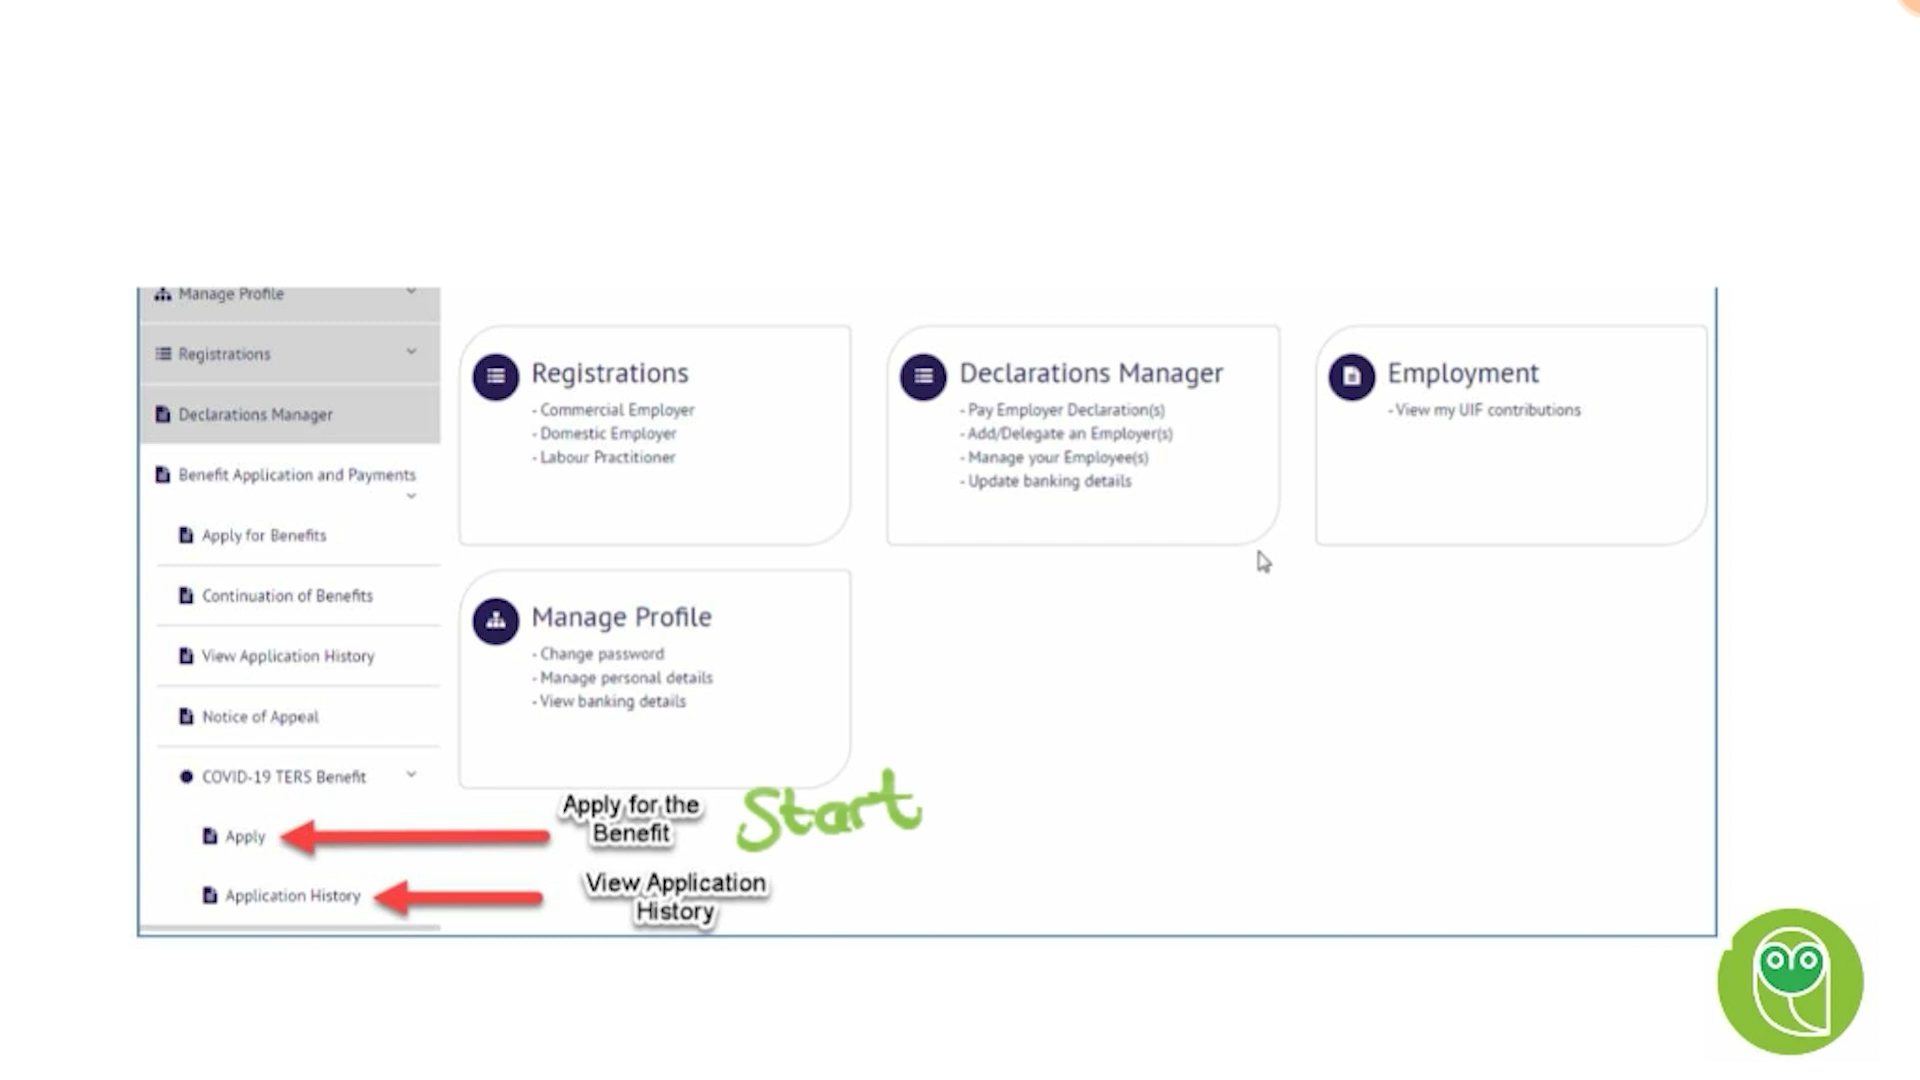 Manage Profile
Registrations
Declarations Manager
Benefit Application and Payments
Apply for Benefits
Continuation of Benefits
View Application History
Notice of Appeal
COVID-19 TERS Benefit
Apply
Application History
Registrations
- Commercial Employer
- Domestic Employer
- Labour Practitioner
Declarations Manager
- Pay Employer Declaration(s)
- Add/Delegate an Employer(s)
- Manage your Employee(s)
- Update banking details
Employment
- View my UIF contributions
Manage Profile
- Change password
- Manage personal details
- View banking details
Apply for the
Benefit
Start
View Application
History